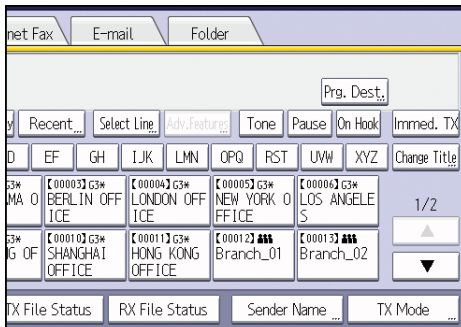 net Fax
E-mail
Folder
Prg. Dest.
y Recent Select Line Adv.Features Tone Pause On Hook Immed. TX
D EF GH IJK LMN OPQ RST UVW XYZ Change Title
G3* 【00003】G3* 【00004】G3* 【00005】G3* 【00006】G3*
MA O BERLIN OFF LONDON OFF NEW YORK O LOS ANGELE
ICE ICE FFICE S
1/2
G3* 【00010】G3* 【00011】G3* 【00012】 【00013】
G OF SHANGHAI HONG KONG Branch_01 Branch_02
OFFICE OFFICE
▲
▼
TX File Status RX File Status Sender Name TX Mode